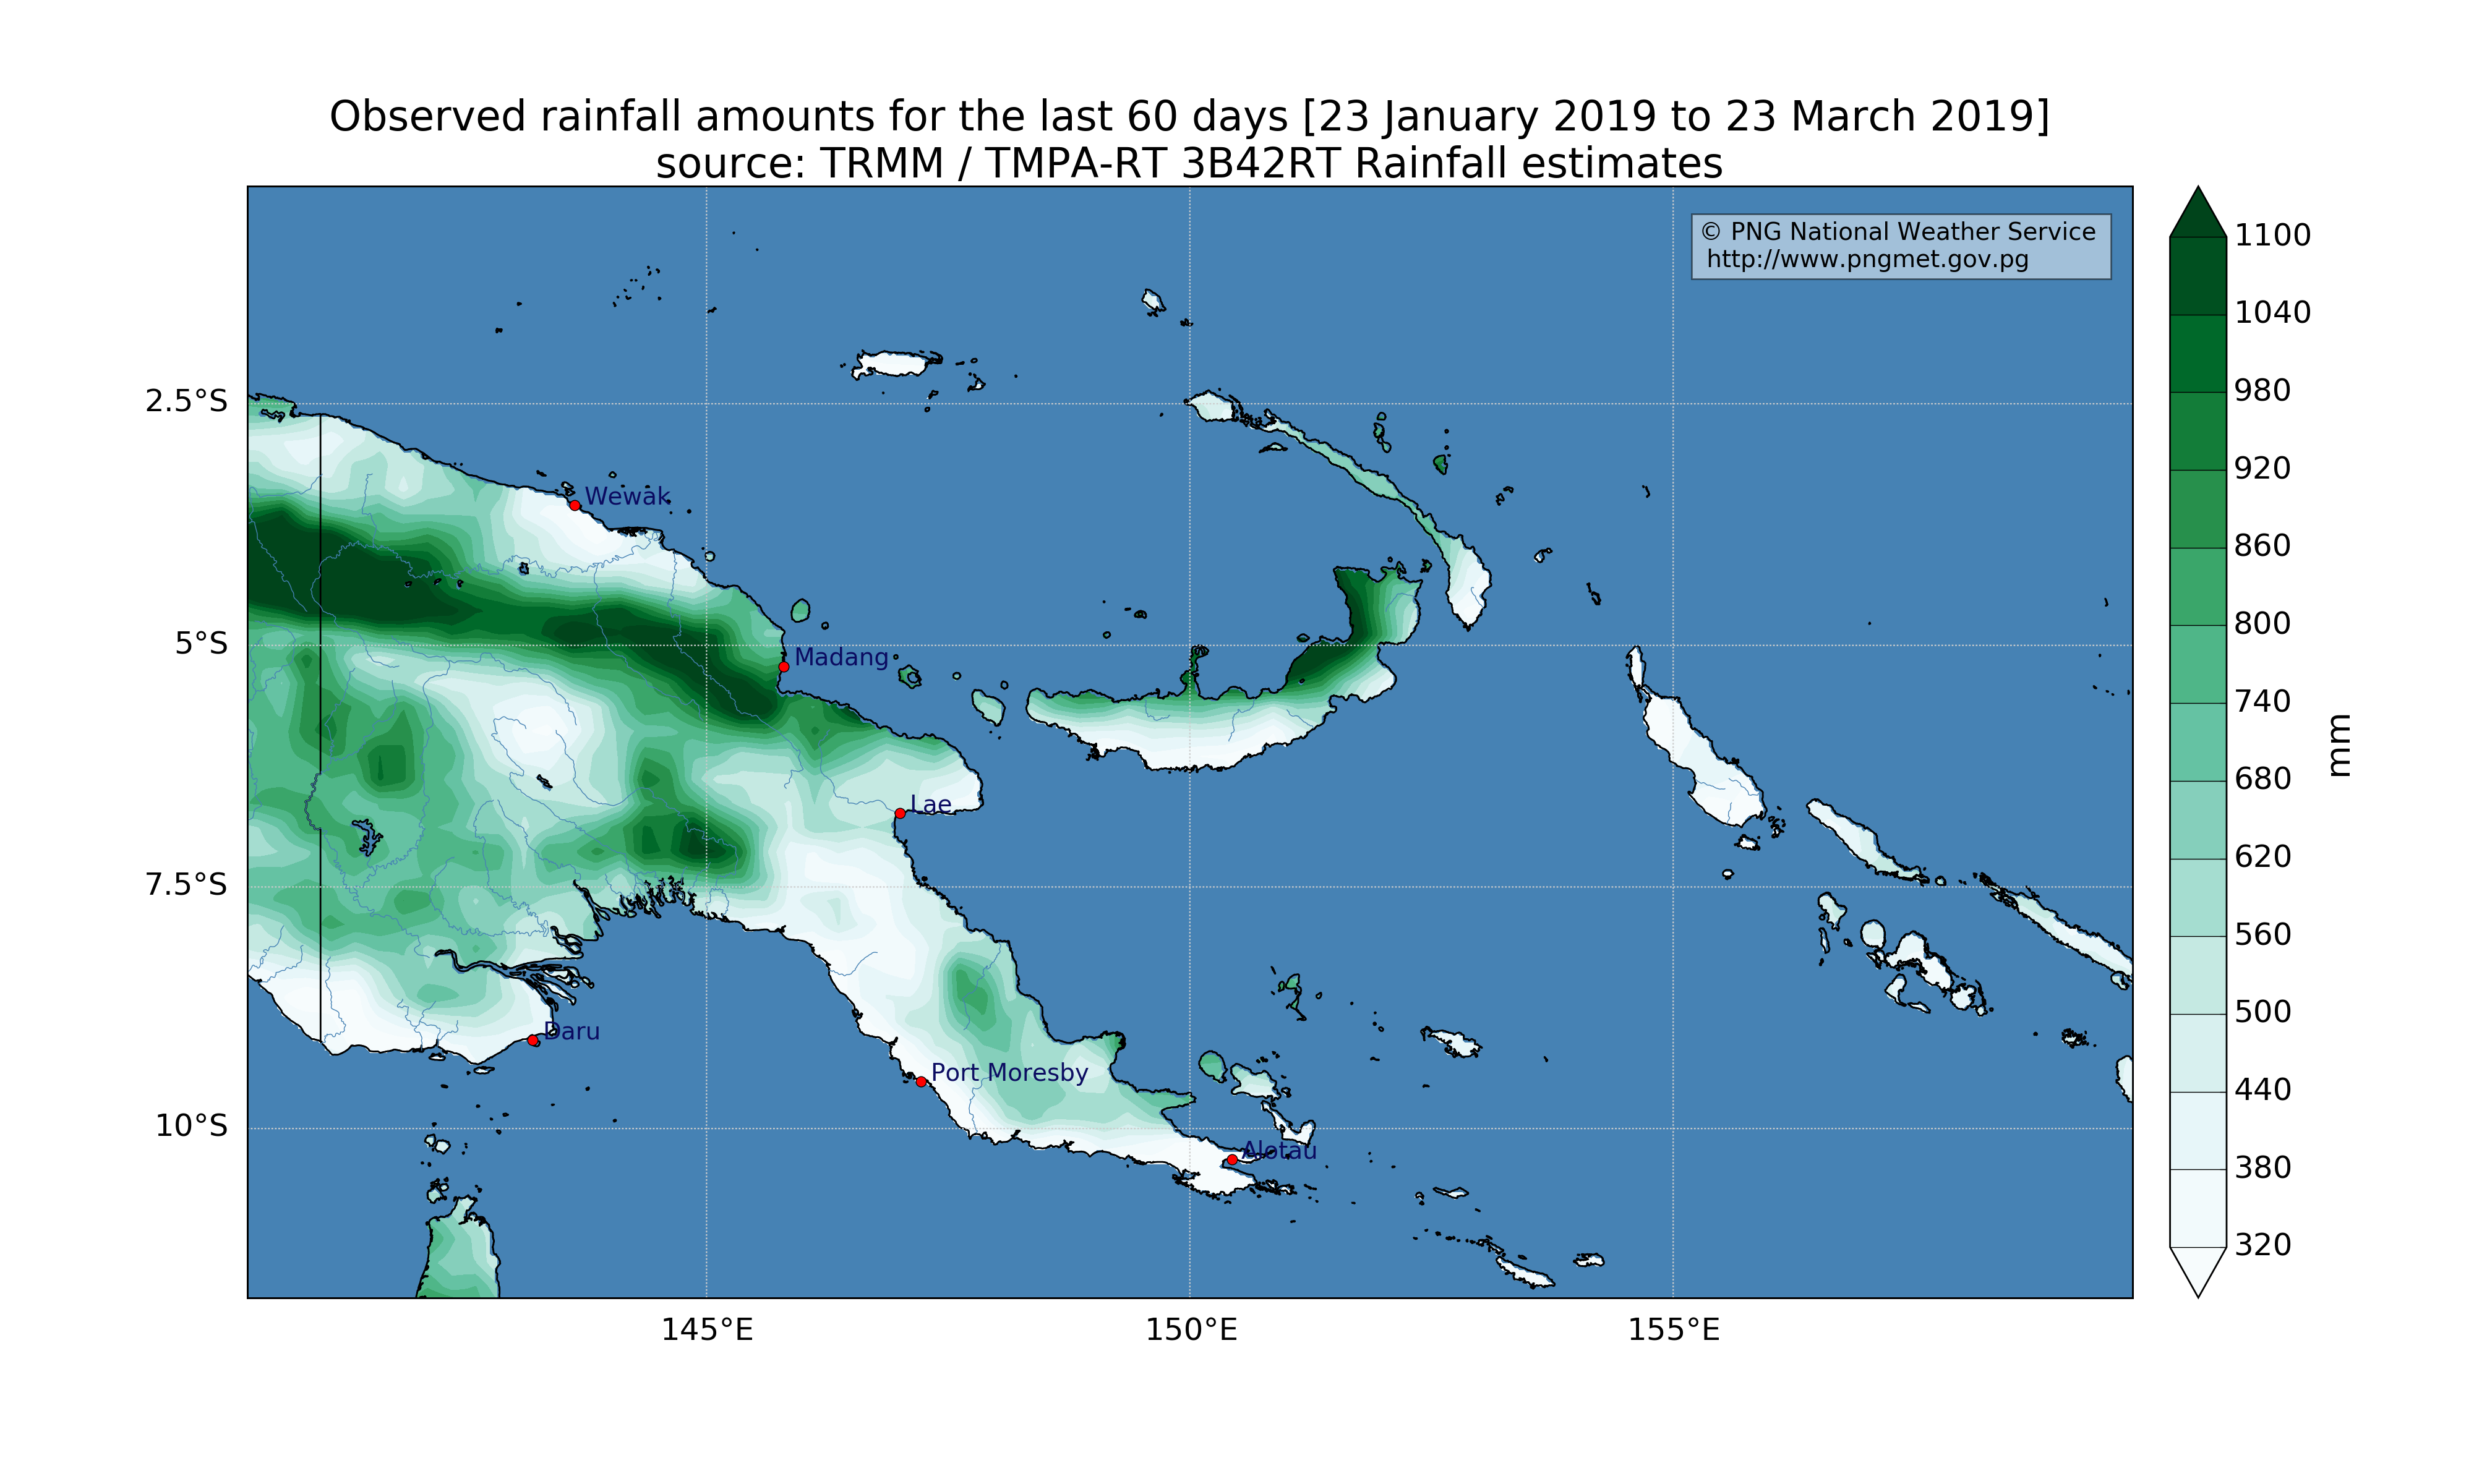 Observed rainfall amounts for the last 60 days [23 January 2019 to 23 March 2019]
source: TRMM / TMPA-RT 3B42RT Rainfall estimates
© PNG National Weather Service
http://www.pngmet.gov.pg
1100
1040
980
920
860
800
740
680
620
560
500
440
380
320
mm
2.5°S
5°S
7.5°S
10°S
Wewak
Madang
Lae
Daru
Port Moresby
Alotau
145°E
150°E
155°E